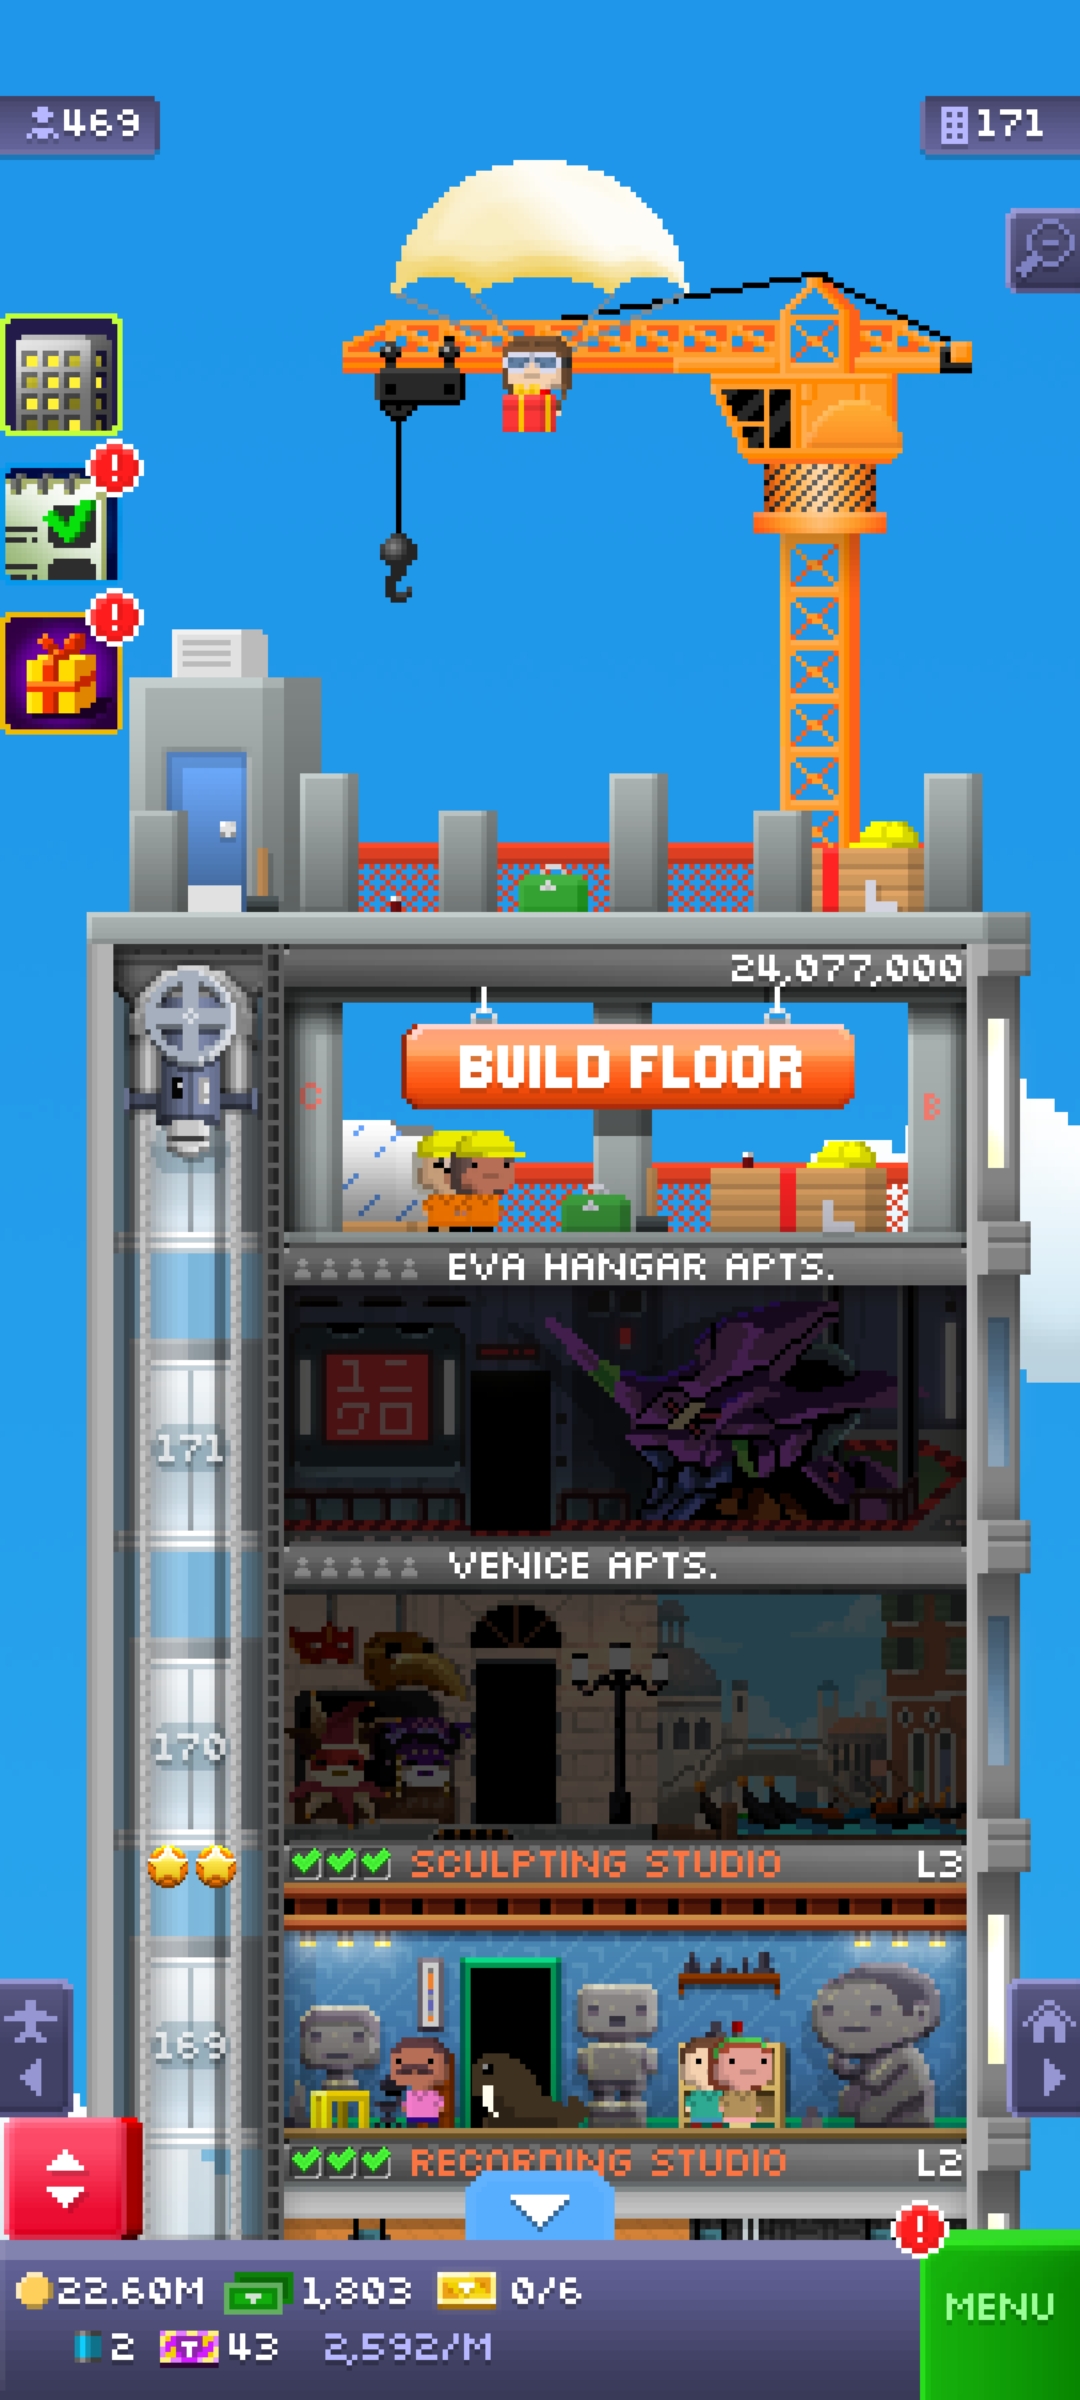 469
171
24,077,000
BUILD FLOOR
C
B
EVA HANGAR APTS.
171
VENICE APTS.
170
SCULPTING STUDIO L3
169
RECORDING STUDIO L2
22.60M 1,803 0/6
MENU
2 T 43 2,592/M